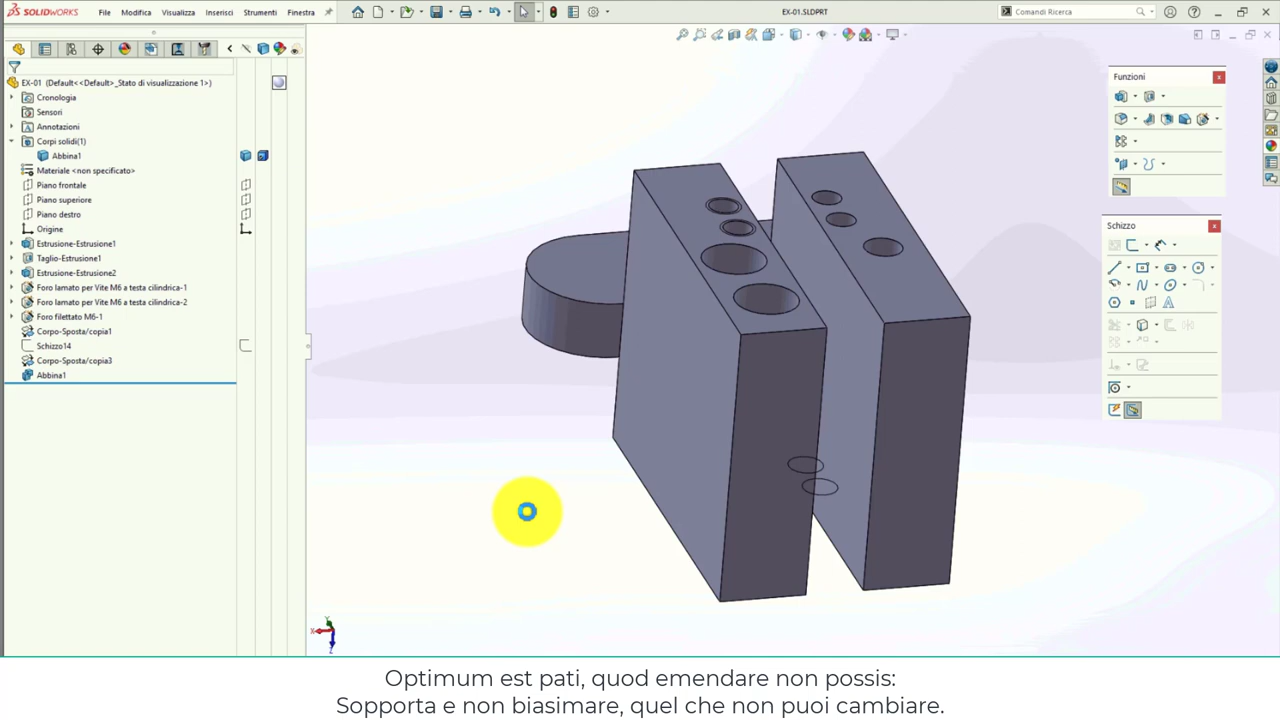 SOLIDWORKS
File Modifica Visualizza Inserisci Strumenti Finestra
EX-01.SLDPRT
Comandi Ricerca
EX-01 (Default<<Default>_Stato di visualizzazione 1>)
Cronologia
Sensori
Annotazioni
Corpi solidi(1)
Abbina1
Materiale <non specificato>
Piano frontale
Piano superiore
Piano destro
Origine
Estrusione-Estrusione1
Taglio-Estrusione1
Estrusione-Estrusione2
Foro lamato per Vite M6 a testa cilindrica-1
Foro lamato per Vite M6 a testa cilindrica-2
Foro filettato M6-1
Corpo-Sposta/copia1
Schizzo14
Corpo-Sposta/copia3
Abbina1
Funzioni
Schizzo
X Y Z
Optimum est pati, quod emendare non possis:
Sopporta e non biasimare, quel che non puoi cambiare.